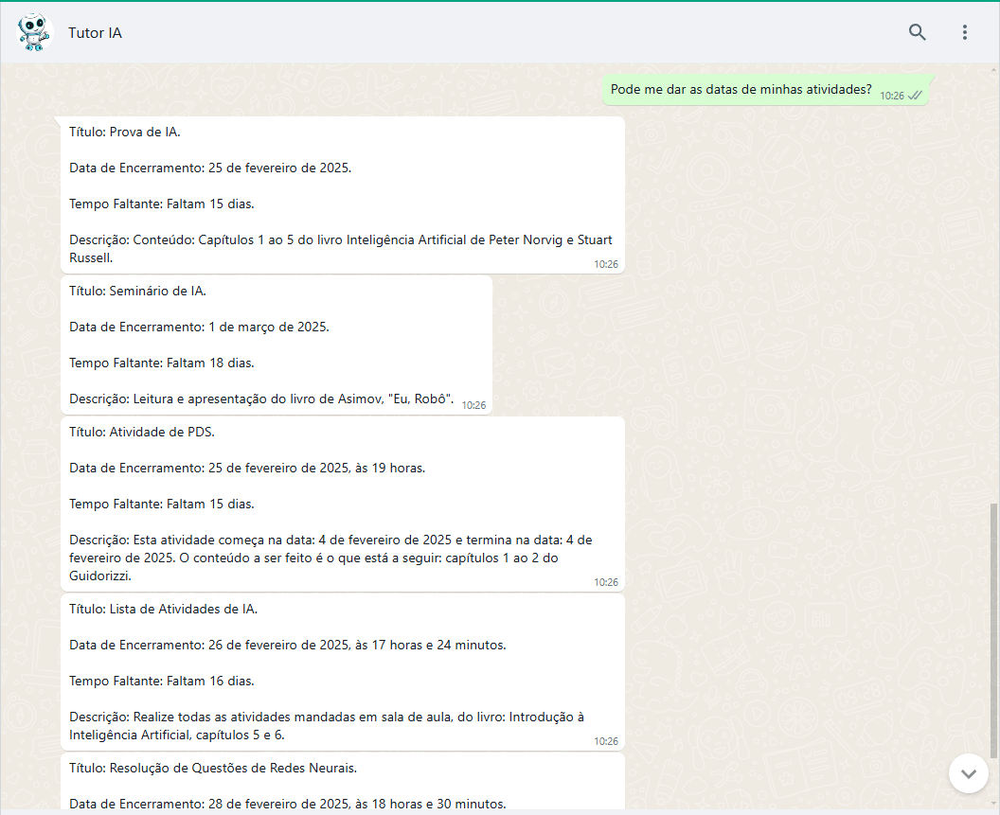 Tutor IA
Pode me dar as datas de minhas atividades?
10:26
Título: Prova de IA.
Data de Encerramento: 25 de fevereiro de 2025.
Tempo Faltante: Faltam 15 dias.
Descrição: Conteúdo: Capítulos 1 ao 5 do livro Inteligência Artificial de Peter Norvig e Stuart
Russell.
10:26
Título: Seminário de IA.
Data de Encerramento: 1 de março de 2025.
Tempo Faltante: Faltam 18 dias.
Descrição: Leitura e apresentação do livro de Asimov, "Eu, Robô".
10:26
Título: Atividade de PDS.
Data de Encerramento: 25 de fevereiro de 2025, às 19 horas.
Tempo Faltante: Faltam 15 dias.
Descrição: Esta atividade começa na data: 4 de fevereiro de 2025 e termina na data: 4 de
fevereiro de 2025. O conteúdo a ser feito é o que está a seguir: capítulos 1 ao 2 do
Guidorizzi.
10:26
Título: Lista de Atividades de IA.
Data de Encerramento: 26 de fevereiro de 2025, às 17 horas e 24 minutos.
Tempo Faltante: Faltam 16 dias.
Descrição: Realize todas as atividades mandadas em sala de aula, do livro: Introdução à
Inteligência Artificial, capítulos 5 e 6.
10:26
Título: Resolução de Questões de Redes Neurais.
Data de Encerramento: 28 de fevereiro de 2025, às 18 horas e 30 minutos.